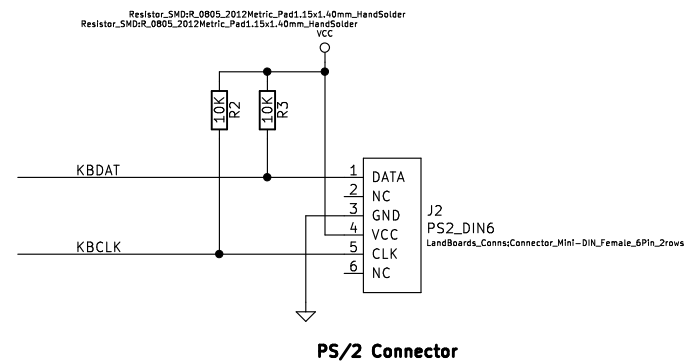 Resistor_SMD:R_0805_2012Metric_Pad1.15x1.40mm_HandSolder
Resistor_SMD:R_0805_2012Metric_Pad1.15x1.40mm_HandSolder
VCC
10K
R2
10K
R3
KBDAT
1 DATA
2 NC
3 GND
4 VCC
KBCLK
5 CLK
6 NC
J2
PS2_DIN6
LandBoards_Conns:Connector_Mini-DIN_Female_6Pin_2rows
PS/2 Connector